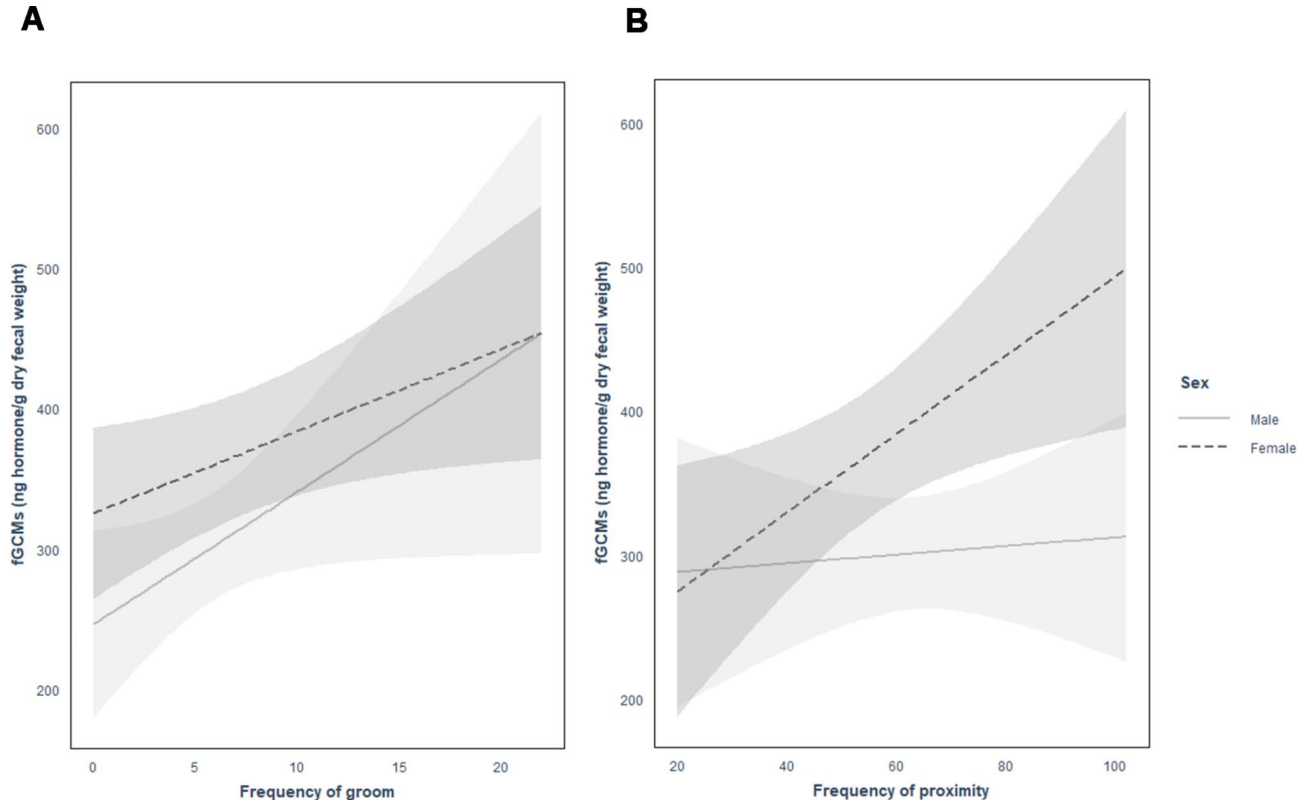 A
B
fGCMs (ng hormone/g dry fecal weight)
600
500
400
300
200
0 5 10 15 20
Frequency of groom
fGCMs (ng hormone/g dry fecal weight)
600
500
400
300
200
20 40 60 80 100
Frequency of proximity
Sex
Male
Female